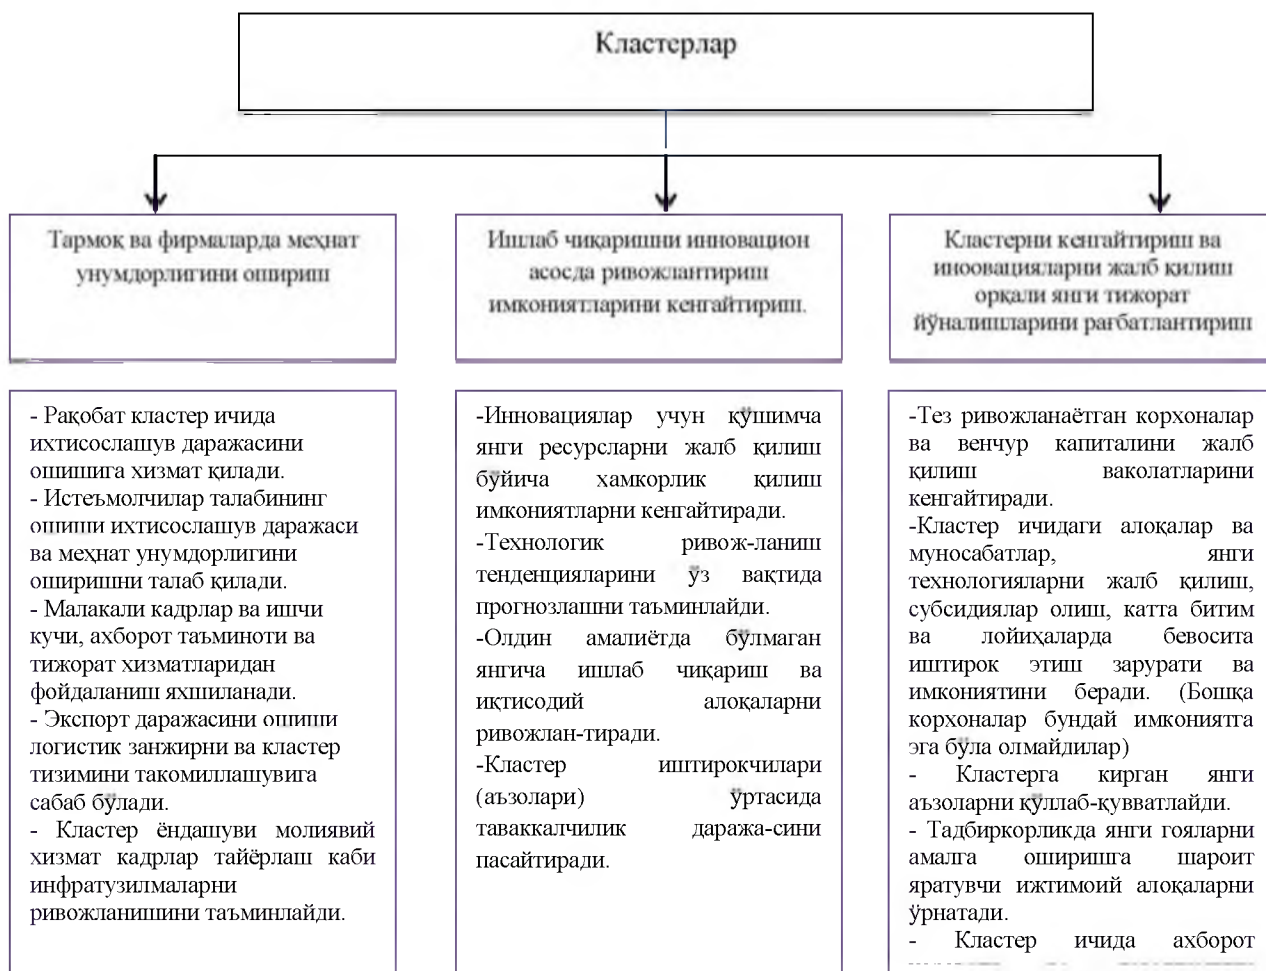 Кластерлар
Тармоқ ва фирмаларда меҳнат
унумдорлигини ошириш
Ишлаб чиқаришни инновацион
асосда ривожлантириш
имкониятларини кенгайтириш.
Кластерни кенгайтириш ва
иноовацияларни жалб қилиш
орқали янги тижорат
йўналишларини рағбатлантириш
- Рақобат кластер ичида
ихтисослашув даражасини
ошишига хизмат қилади.
- Истеъмолчилар талабининг
ошиши ихтисослашув даражаси
ва меҳнат унумдорлигини
оширишни талаб қилади.
- Малакали кадрлар ва ишчи
кучи, ахборот таъминоти ва
тижорат хизматларидан
фойдаланиш яхшиланади.
- Экспорт даражасини ошиши
логистик занжирни ва кластер
тизимини такомиллашувига
сабаб бўлади.
- Кластер ёндашуви молиявий
хизмат кадрлар тайёрлаш каби
инфратузилмаларни
ривожланишини таъминлайди.
-Инновациялар учун қўшимча
янги ресурсларни жалб қилиш
бўйича хамкорлик қилиш
имкониятларни кенгайтиради.
-Технологик ривож-ланиш
тенденцияларини ўз вақтида
прогнозлашни таъминлайди.
-Олдин амалиётда бўлмаган
янгича ишлаб чиқариш ва
иқтисодий алоқаларни
ривожлан-тиради.
-Кластер иштирокчилари
(аъзолари) ўртасида
таваккалчилик даража-сини
пасайтиради.
-Тез ривожланаётган корхоналар
ва венчур капиталини жалб
қилиш ваколатларини
кенгайтиради.
-Кластер ичидаги алоқалар ва
муносабатлар, янги
технологияларни жалб қилиш,
субсидиялар олиш, катта битим
ва лойиҳаларда бевосита
иштирок этиш зарурати ва
имкониятини беради. (Бошқа
корхоналар бундай имкониятга
эга бўла олмайдилар)
- Кластерга кирган янги
аъзоларни қўллаб-қувватлайди.
- Тадбиркорликда янги ғояларни
амалга оширишга шароит
яратувчи ижтимоий алоқаларни
ўрнатади.
- Кластер ичида ахборот